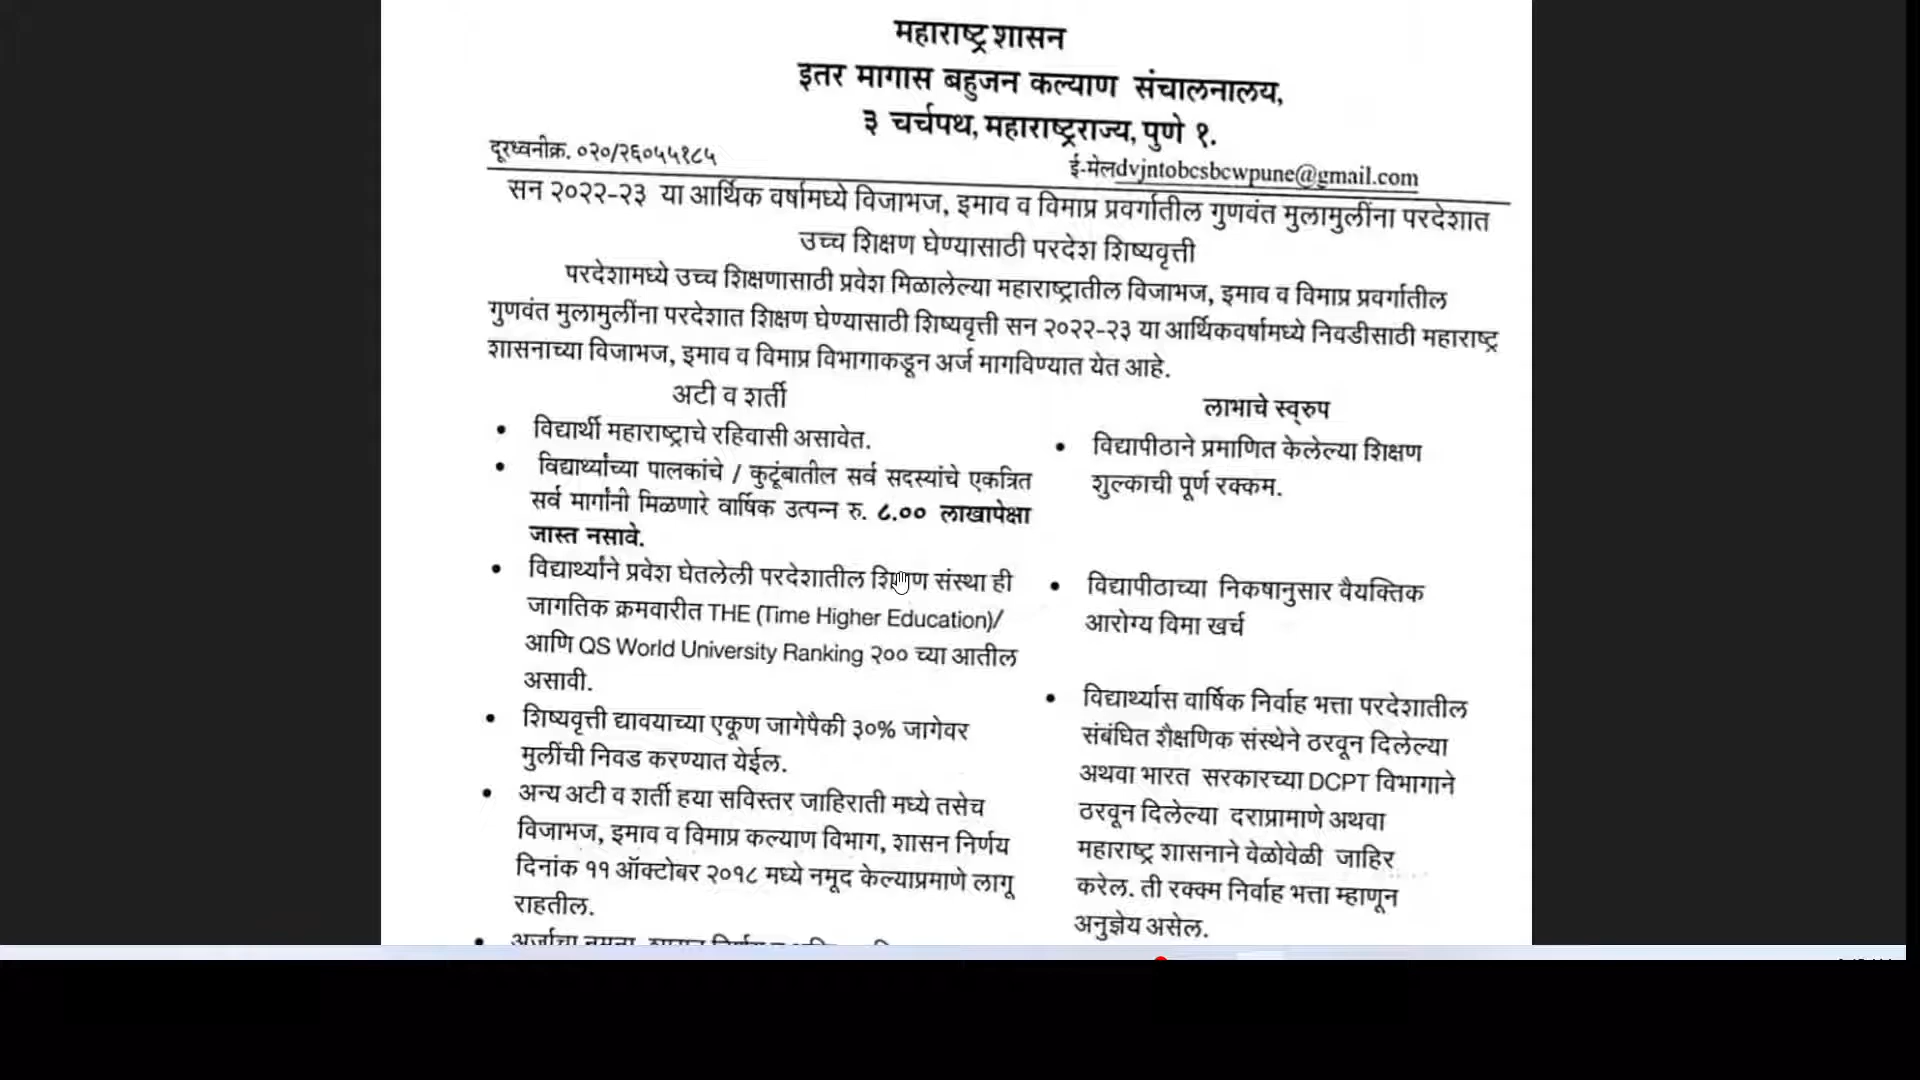 महाराष्ट्र शासन
इतर मागास बहुजन कल्याण संचालनालय,
३ चर्चपथ, महाराष्ट्रराज्य, पुणे १.
दूरध्वनीक्र. ०२०/२६०५५१८५
ई-मेलdvjntobcsbcwpune@gmail.com
सन २०२२-२३ या आर्थिक वर्षामध्ये विजाभज, इमाव व विमाप्र प्रवर्गातील गुणवंत मुलामुलींना परदेशात
उच्च शिक्षण घेण्यासाठी परदेश शिष्यवृत्ती
परदेशामध्ये उच्च शिक्षणासाठी प्रवेश मिळालेल्या महाराष्ट्रातील विजाभज, इमाव व विमाप्र प्रवर्गातील
गुणवंत मुलामुलींना परदेशात शिक्षण घेण्यासाठी शिष्यवृत्ती सन २०२२-२३ या आर्थिकवर्षामध्ये निवडीसाठी महाराष्ट्र
शासनाच्या विजाभज, इमाव व विमाप्र विभागाकडून अर्ज मागविण्यात येत आहे.
अटी व शर्ती
• विद्यार्थी महाराष्ट्राचे रहिवासी असावेत.
• विद्यार्थ्यांच्या पालकांचे / कुटूंबातील सर्व सदस्यांचे एकत्रित
सर्व मार्गांनी मिळणारे वार्षिक उत्पन्न रु. ८.०० लाखापेक्षा
जास्त नसावे.
• विद्यार्थ्याने प्रवेश घेतलेली परदेशातील शिक्षण संस्था ही
जागतिक क्रमवारीत THE (Time Higher Education)/
आणि QS World University Ranking २०० च्या आतील
असावी.
• शिष्यवृत्ती द्यावयाच्या एकूण जागेपैकी ३०% जागेवर
मुलींची निवड करण्यात येईल.
• अन्य अटी व शर्ती हया सविस्तर जाहिराती मध्ये तसेच
विजाभज, इमाव व विमाप्र कल्याण विभाग, शासन निर्णय
दिनांक ११ ऑक्टोबर २०१८ मध्ये नमूद केल्याप्रमाणे लागू
राहतील.
• अर्जाचा नमुना, शासन निर्णय व
लाभाचे स्वरुप
• विद्यापीठाने प्रमाणित केलेल्या शिक्षण
शुल्काची पूर्ण रक्कम.
• विद्यापीठाच्या निकषानुसार वैयक्तिक
आरोग्य विमा खर्च
• विद्यार्थ्यास वार्षिक निर्वाह भत्ता परदेशातील
संबंधित शैक्षणिक संस्थेने ठरवून दिलेल्या
अथवा भारत सरकारच्या DCPT विभागाने
ठरवून दिलेल्या दराप्रामाणे अथवा
महाराष्ट्र शासनाने वेळोवेळी जाहिर
करेल. ती रक्क्म निर्वाह भत्ता म्हाणून
अनुज्ञेय असेल.